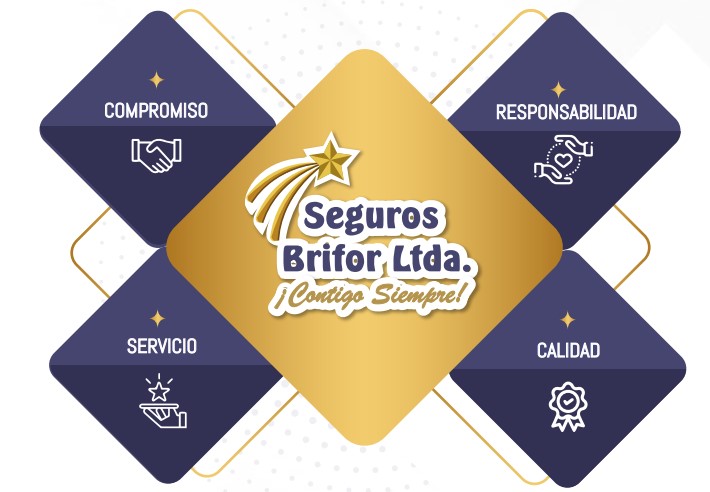 COMPROMISO
RESPONSABILIDAD
Seguros
Brifor Ltda.
¡Contigo Siempre!
SERVICIO
CALIDAD